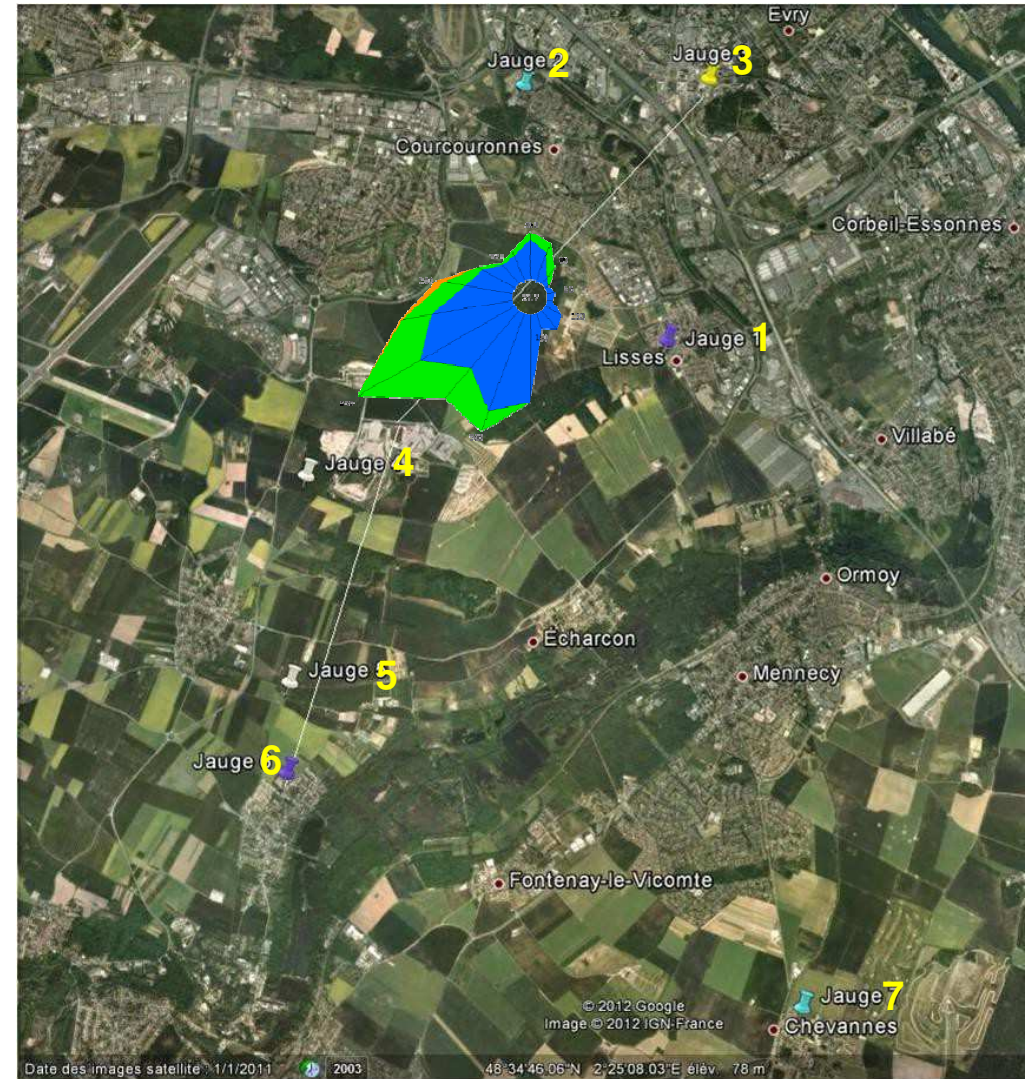 Evry
Jauge 2
Jauge 3
Courcouronnes
Corbeil-Essonnes
Jauge 1
Lisses
Villabé
Jauge 4
Ormoy
Écharcon
Jauge 5
Mennecy
Jauge 6
Fontenay-le-Vicomte
Jauge 7
© 2012 Google
Image © 2012 IGN-France
Chevannes
Date des images satellite : 1/1/2011 2003 48°34'46.06"N 2°25'08.03"E élév. 78 m